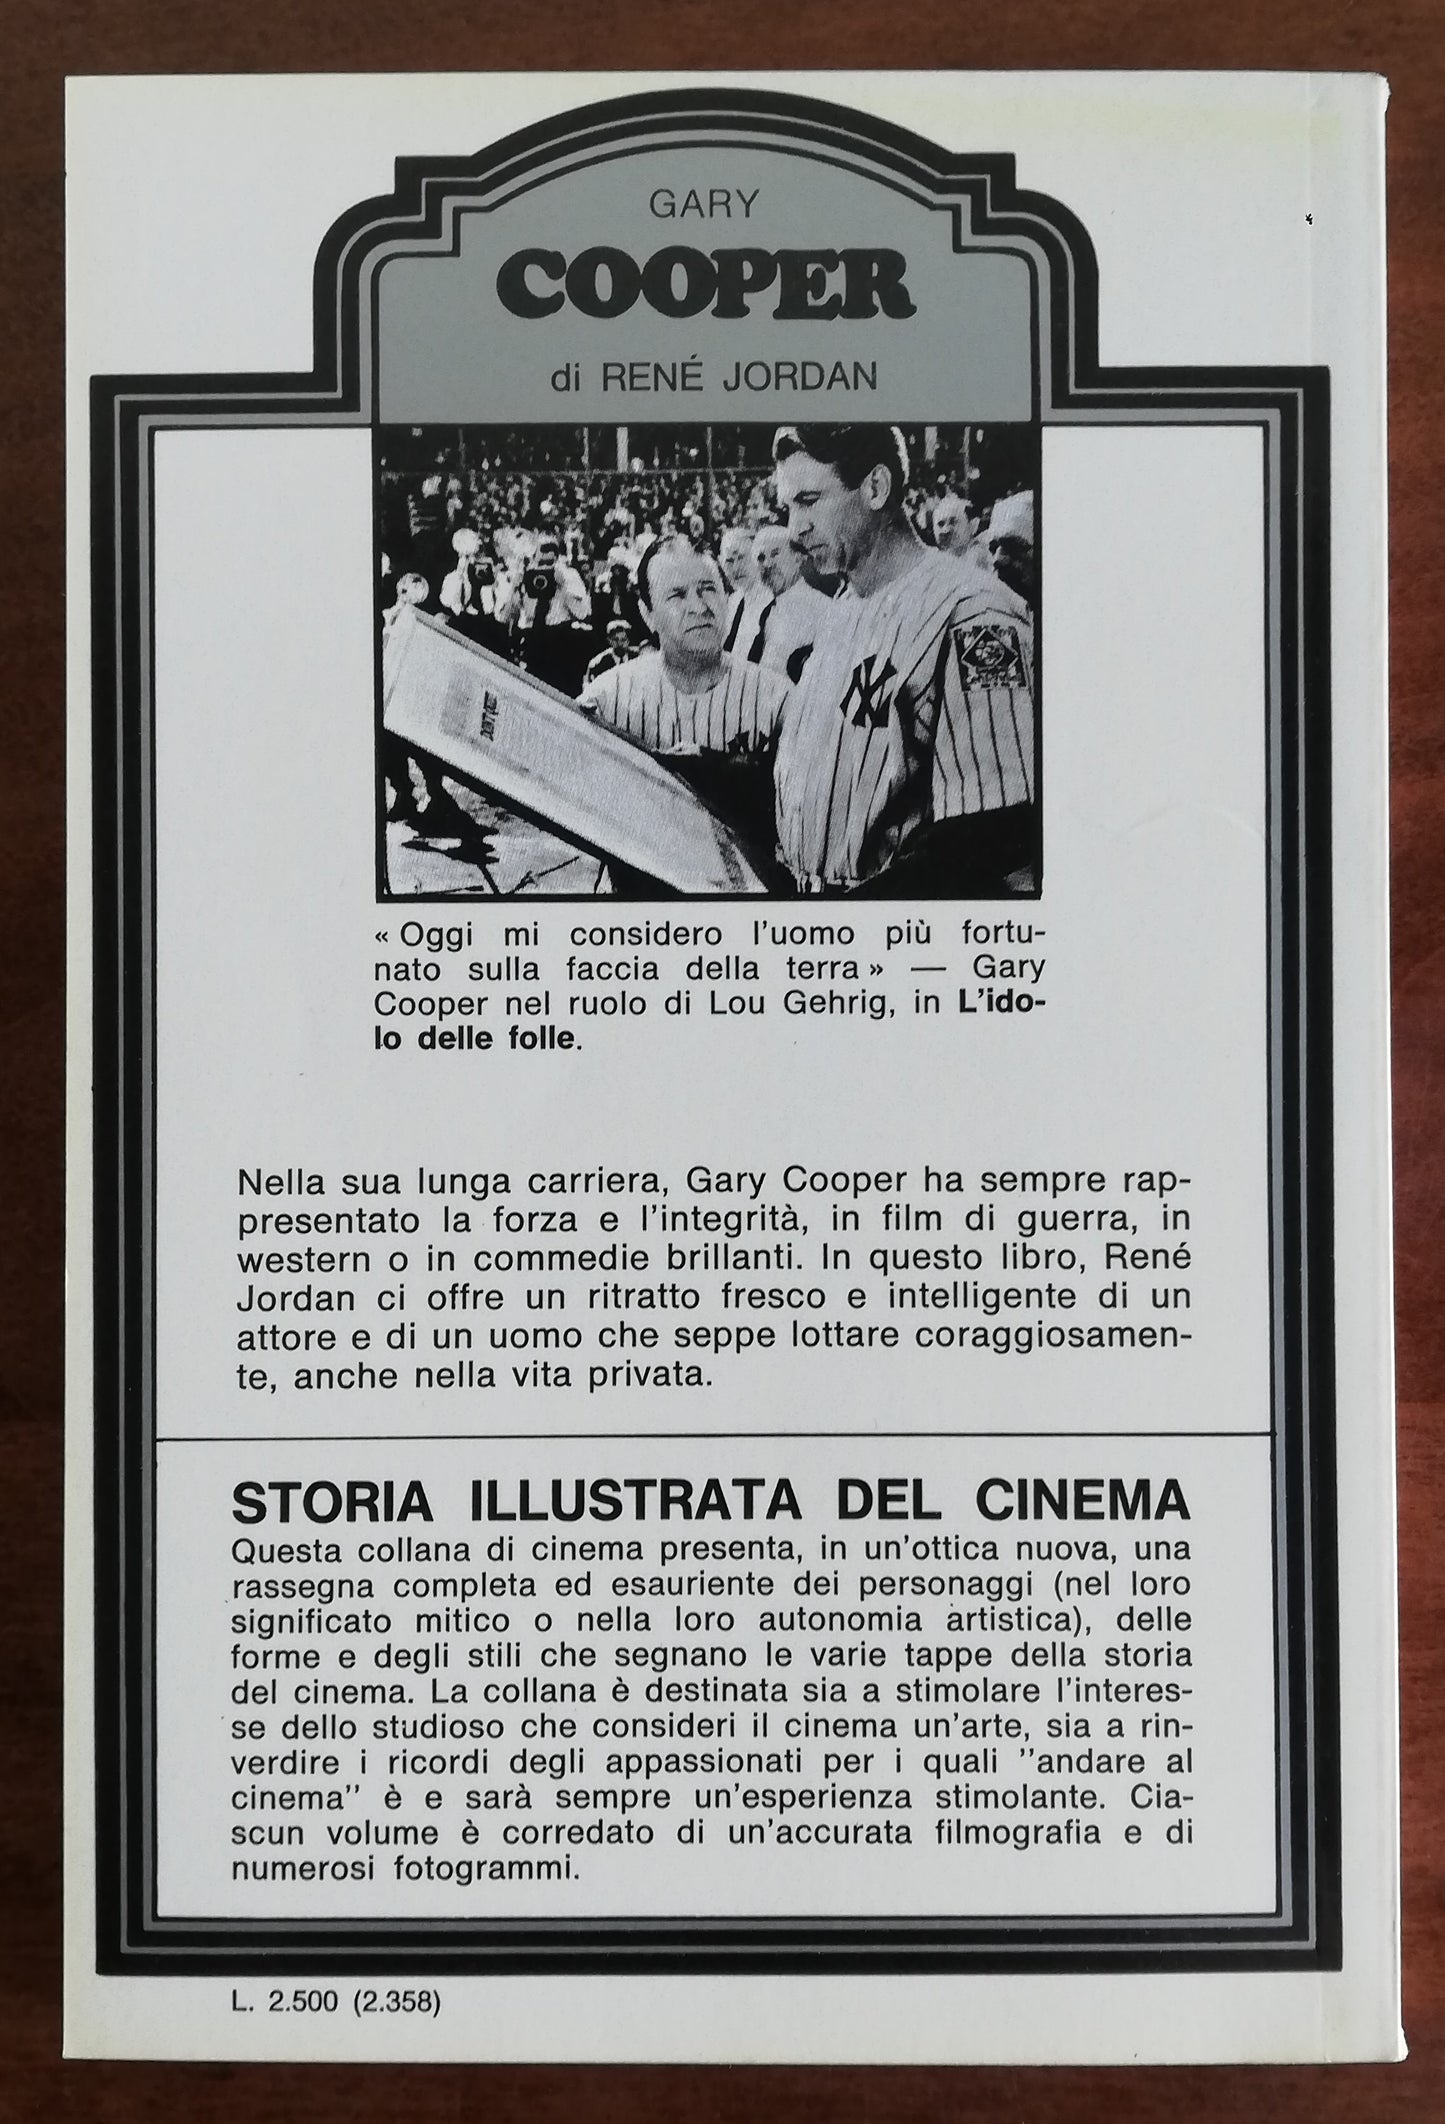 GARY
COOPER
di RENÉ JORDAN
« Oggi mi considero l'uomo più fortu-
nato sulla faccia della terra » — Gary
Cooper nel ruolo di Lou Gehrig, in L'ido-
lo delle folle.
Nella sua lunga carriera, Gary Cooper ha sempre rap-
presentato la forza e l'integrità, in film di guerra, in
western o in commedie brillanti. In questo libro, René
Jordan ci offre un ritratto fresco e intelligente di un
attore e di un uomo che seppe lottare coraggiosamen-
te, anche nella vita privata.
STORIA ILLUSTRATA DEL CINEMA
Questa collana di cinema presenta, in un'ottica nuova, una
rassegna completa ed esauriente dei personaggi (nel loro
significato mitico o nella loro autonomia artistica), delle
forme e degli stili che segnano le varie tappe della storia
del cinema. La collana è destinata sia a stimolare l'interes-
se dello studioso che consideri il cinema un'arte, sia a rin-
verdire i ricordi degli appassionati per i quali ''andare al
cinema'' è e sarà sempre un'esperienza stimolante. Cia-
scun volume è corredato di un'accurata filmografia e di
numerosi fotogrammi.
L. 2.500 (2.358)